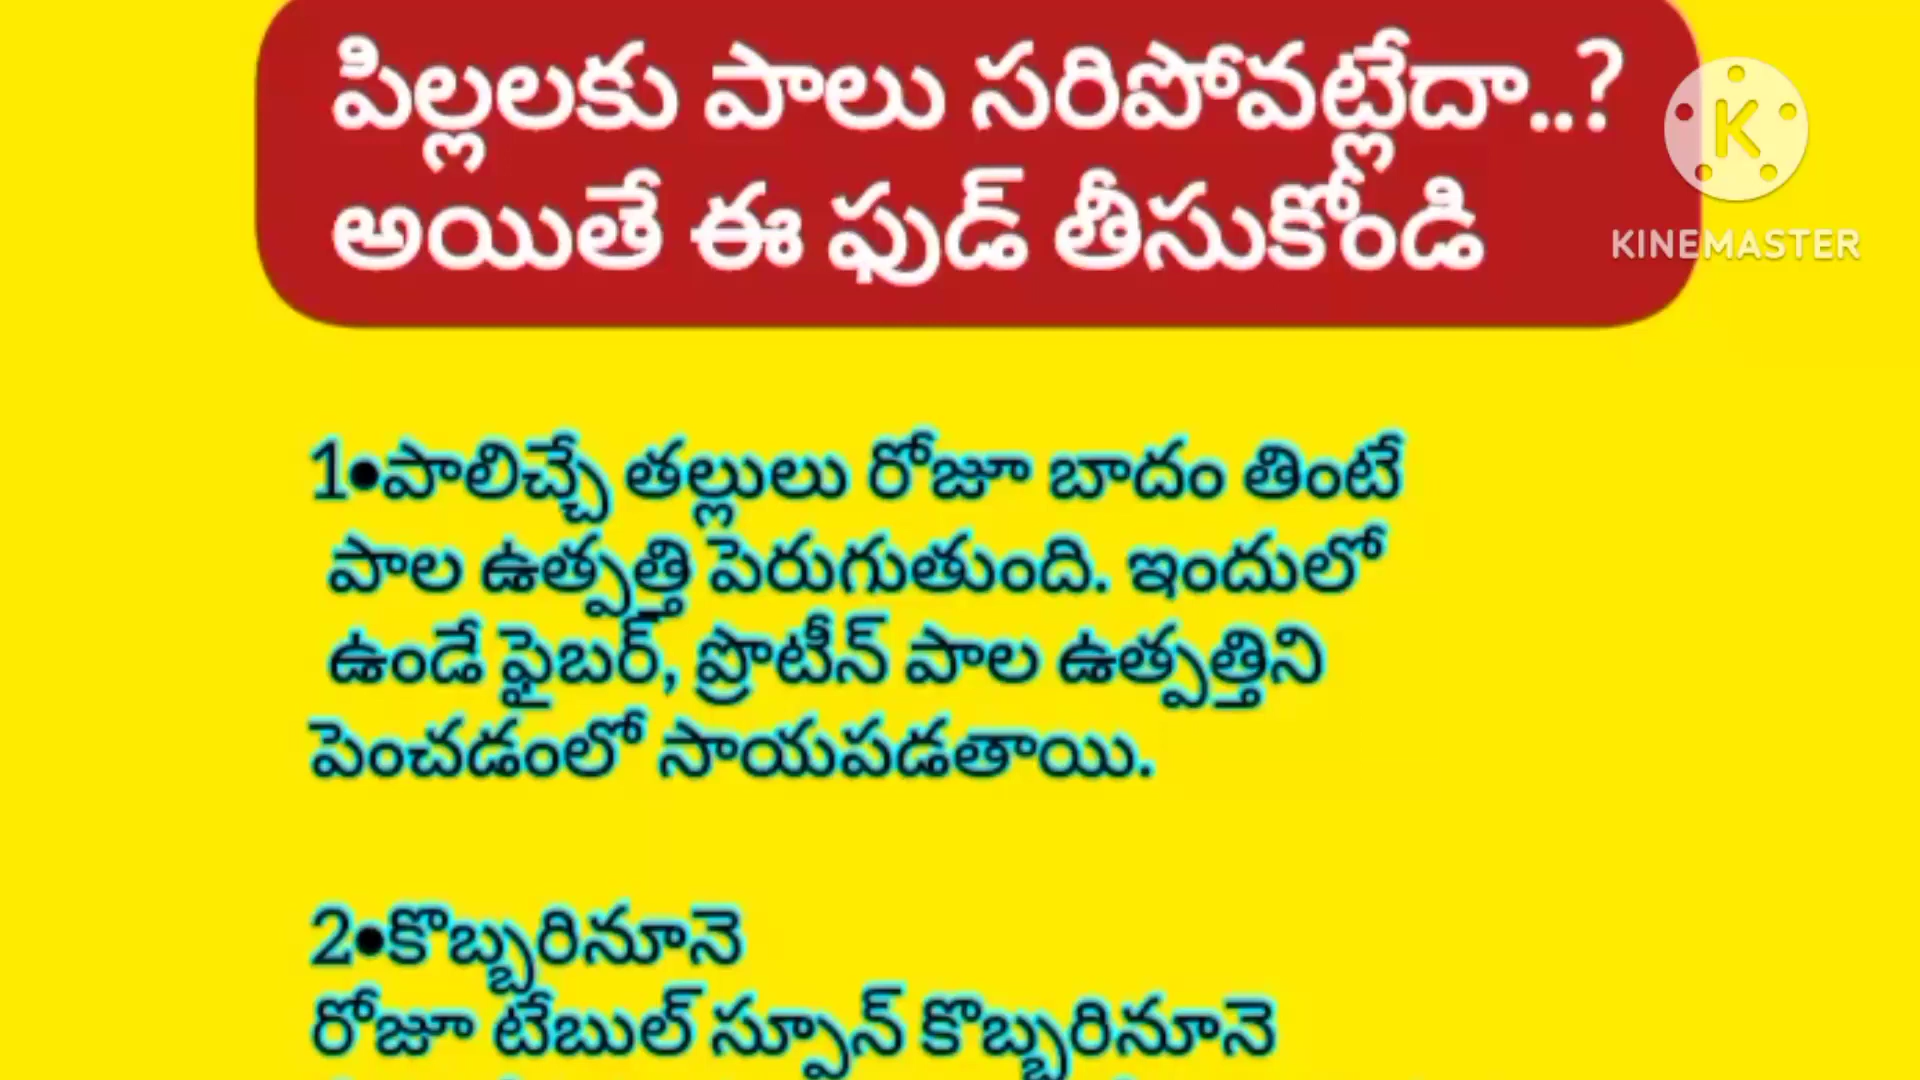 పిల్లలకు పాలు సరిపోవట్లేదా..?
అయితే ఈ ఫుడ్ తీసుకోండి
K
KINEMASTER
1•పాలిచ్చే తల్లులు రోజూ బాదం తింటే
పాల ఉత్పత్తి పెరుగుతుంది. ఇందులో
ఉండే ఫైబర్, ప్రొటీన్ పాల ఉత్పత్తిని
పెంచడంలో సాయపడతాయి.
2•కొబ్బరినూనె
రోజూ టేబుల్ స్పూన్ కొబ్బరినూనె